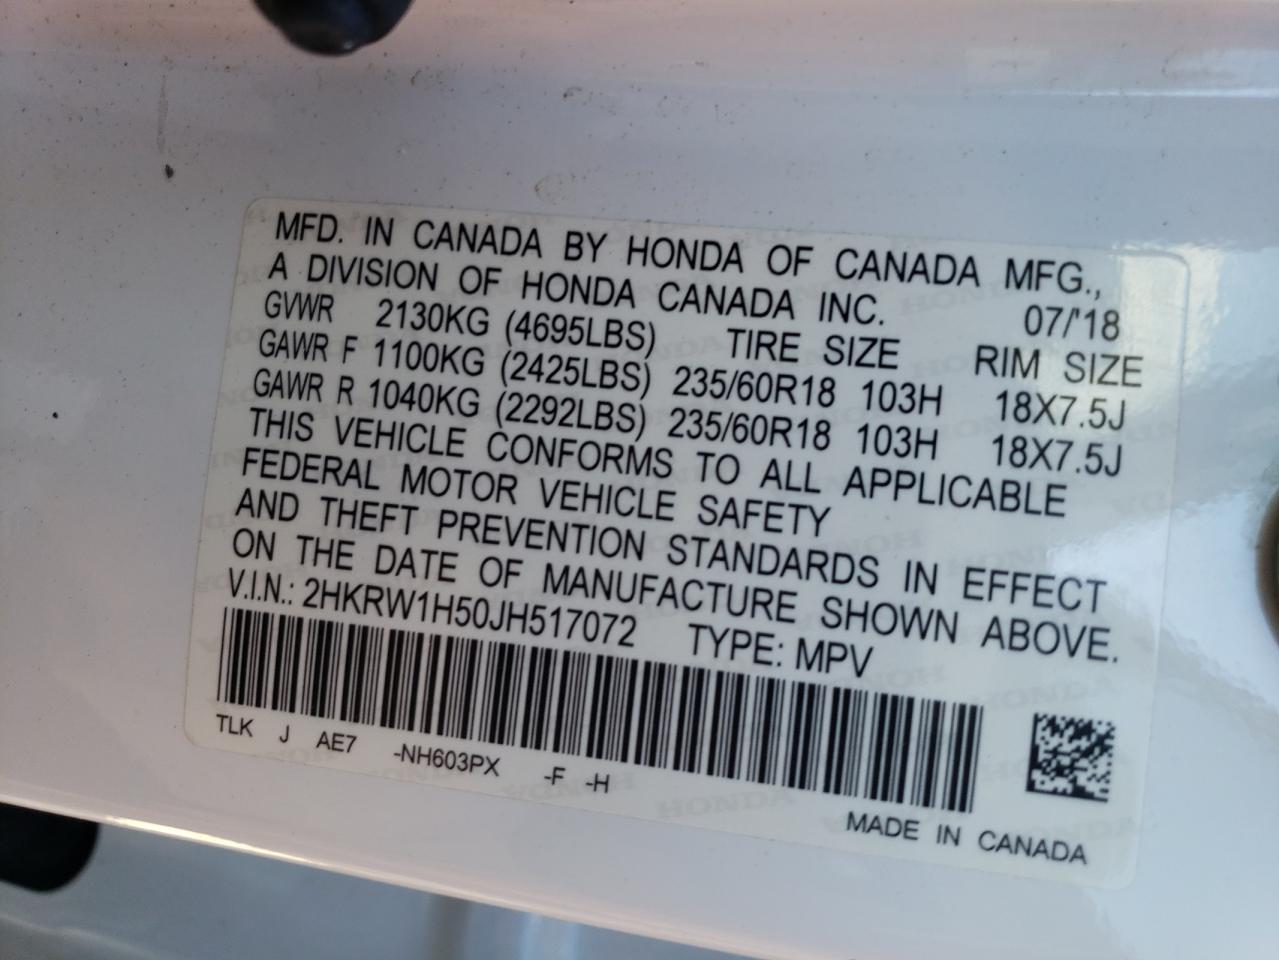 MFD. IN CANADA BY HONDA OF CANADA MFG.,
A DIVISION OF HONDA CANADA INC. 07/'18
GVWR 2130KG (4695LBS) TIRE SIZE RIM SIZE
GAWR F 1100KG (2425LBS) 235/60R18 103H 18X7.5J
GAWR R 1040KG (2292LBS) 235/60R18 103H 18X7.5J
THIS VEHICLE CONFORMS TO ALL APPLICABLE
FEDERAL MOTOR VEHICLE SAFETY
AND THEFT PREVENTION STANDARDS IN EFFECT
ON THE DATE OF MANUFACTURE SHOWN ABOVE.
V.I.N.: 2HKRW1H50JH517072 TYPE: MPV
TLK J AE7 -NH603PX -F -H
MADE IN CANADA